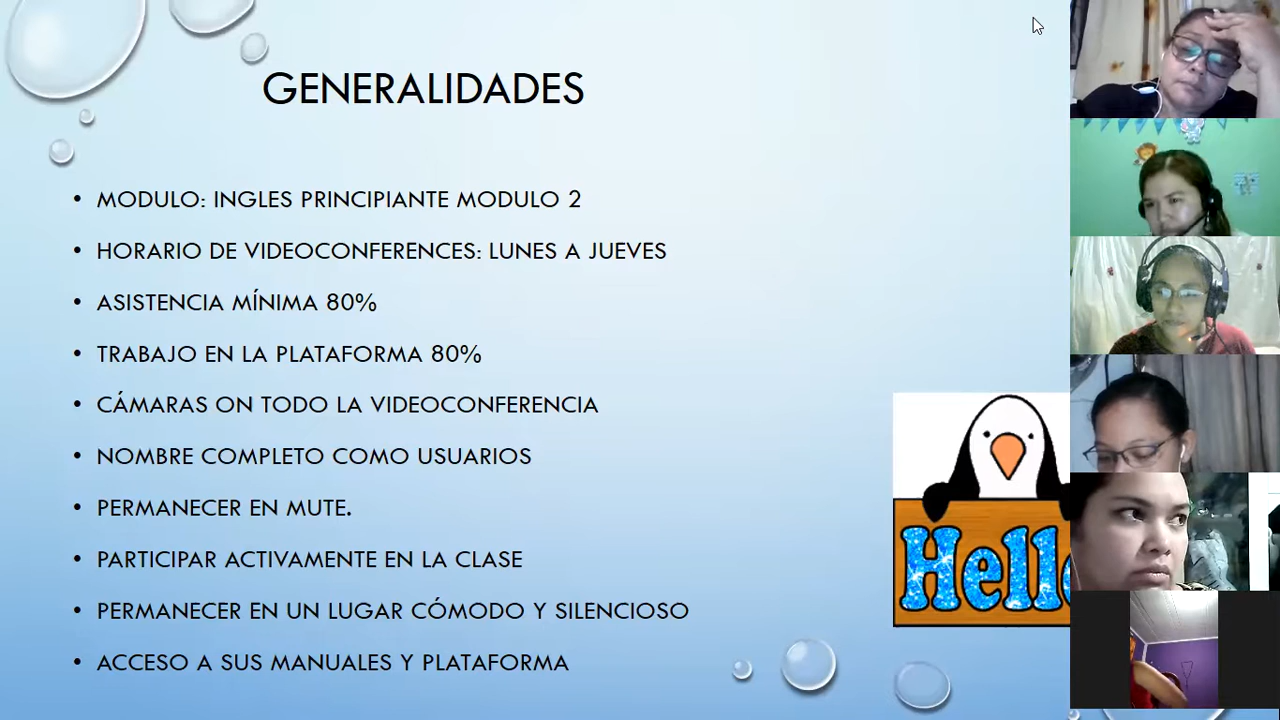 GENERALIDADES
• MODULO: INGLES PRINCIPIANTE MODULO 2
• HORARIO DE VIDEOCONFERENCES: LUNES A JUEVES
• ASISTENCIA MÍNIMA 80%
• TRABAJO EN LA PLATAFORMA 80%
• CÁMARAS ON TODO LA VIDEOCONFERENCIA
• NOMBRE COMPLETO COMO USUARIOS
• PERMANECER EN MUTE.
• PARTICIPAR ACTIVAMENTE EN LA CLASE
• PERMANECER EN UN LUGAR CÓMODO Y SILENCIOSO
• ACCESO A SUS MANUALES Y PLATAFORMA
Hello